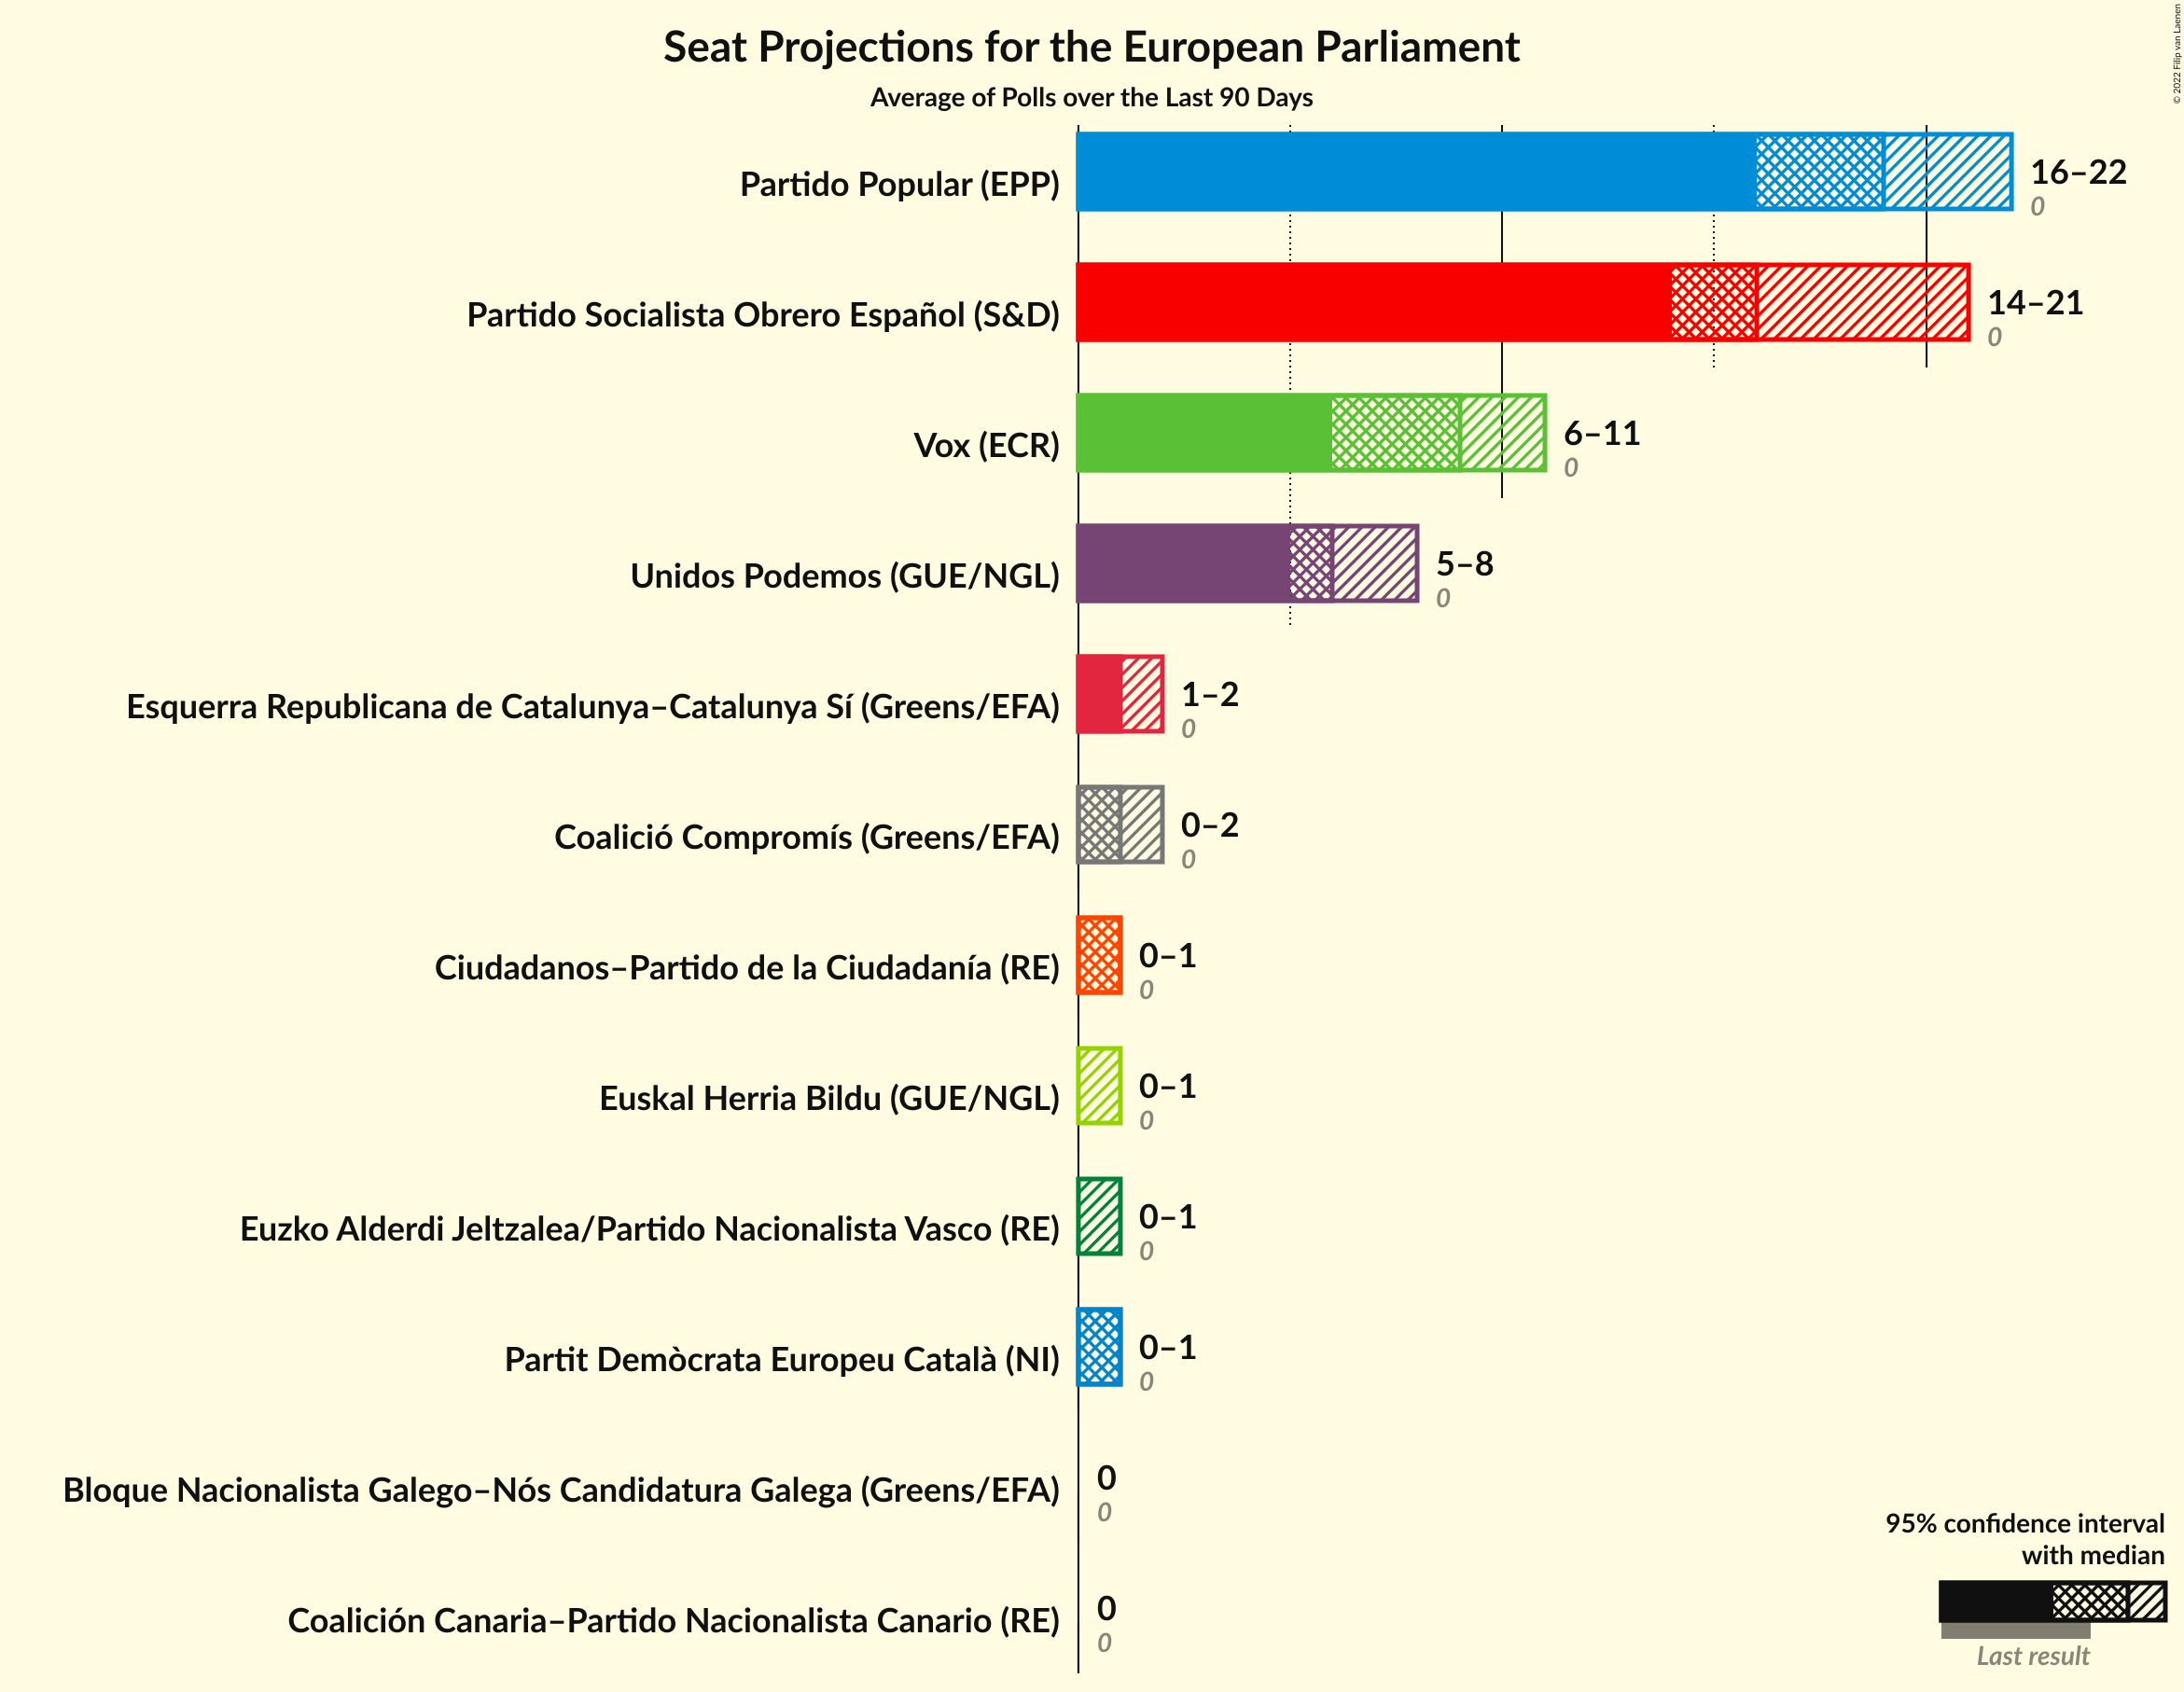 © 2022 Filip van Laenen
Seat Projections for the European Parliament
Average of Polls over the Last 90 Days
Partido Popular (EPP)
16–22
0
Partido Socialista Obrero Español (S&D)
14–21
0
Vox (ECR)
6–11
0
Unidos Podemos (GUE/NGL)
5–8
0
Esquerra Republicana de Catalunya–Catalunya Sí (Greens/EFA)
1–2
0
Coalició Compromís (Greens/EFA)
0–2
0
Ciudadanos–Partido de la Ciudadanía (RE)
0–1
0
Euskal Herria Bildu (GUE/NGL)
0–1
0
Euzko Alderdi Jeltzalea/Partido Nacionalista Vasco (RE)
0–1
0
Partit Demòcrata Europeu Català (NI)
0–1
0
Bloque Nacionalista Galego–Nós Candidatura Galega (Greens/EFA)
0
0
Coalición Canaria–Partido Nacionalista Canario (RE)
0
0
95% confidence interval
with median
Last result